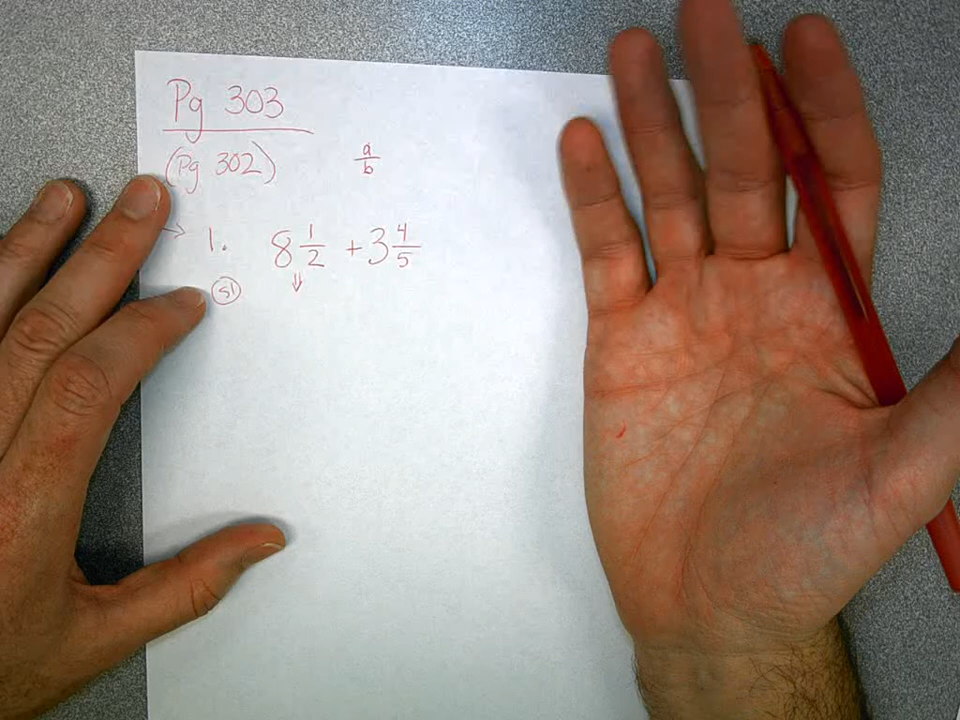 Pg 303
(Pg 302)
a/b
→ 1. 8 1/2 + 3 4/5
S1 ⇓